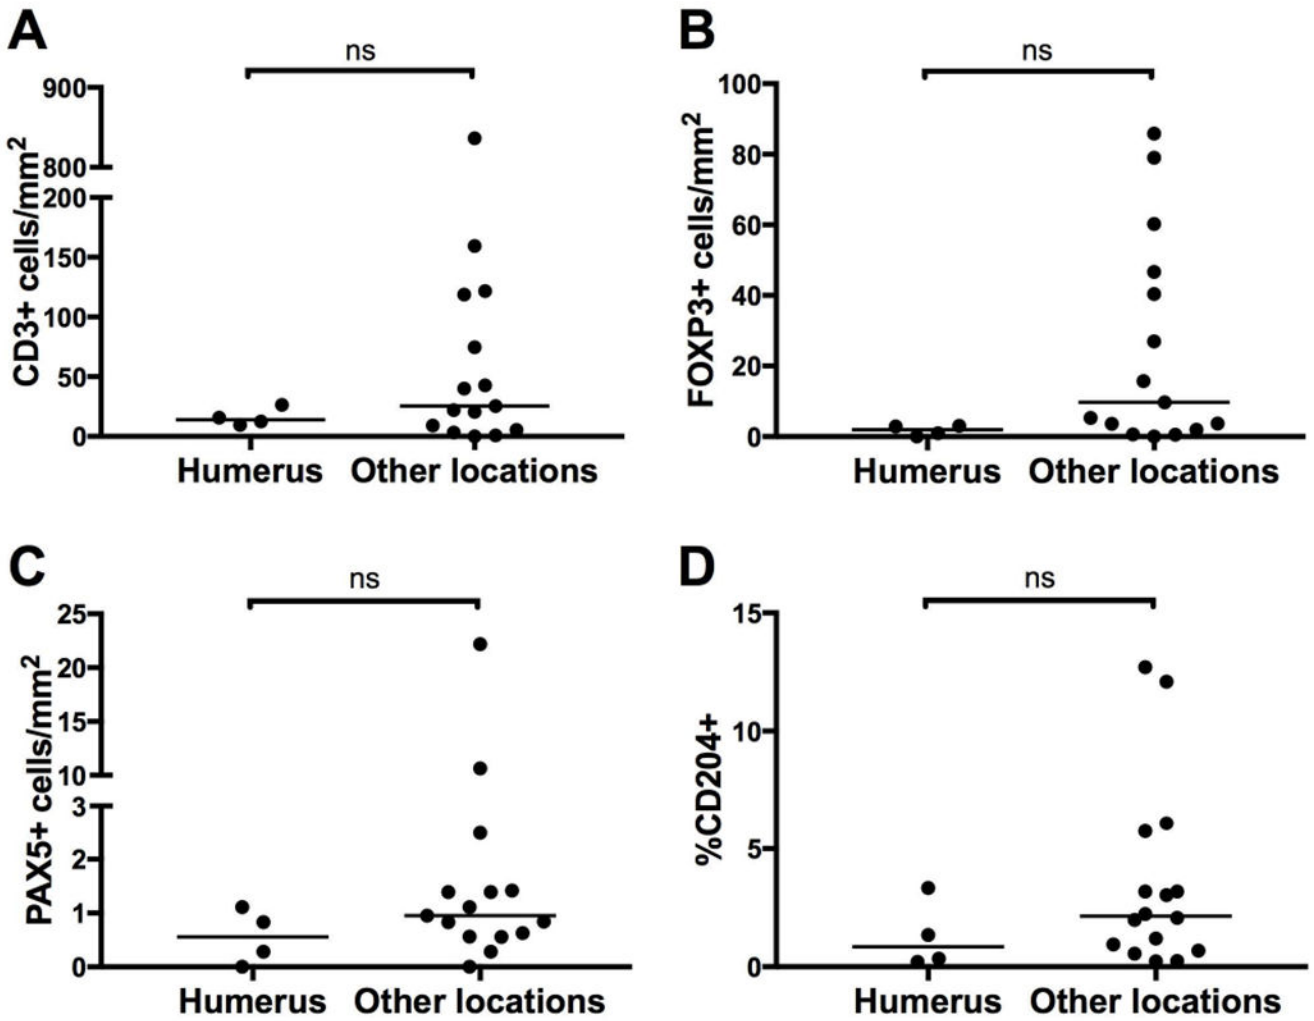 A
ns
CD3+ cells/mm2
900
800
200
150
100
50
0
Humerus
Other locations
B
ns
FOXP3+ cells/mm2
100
80
60
40
20
0
Humerus
Other locations
C
ns
PAX5+ cells/mm2
25
20
15
10
3
2
1
0
Humerus
Other locations
D
ns
%CD204+
15
10
5
0
Humerus
Other locations